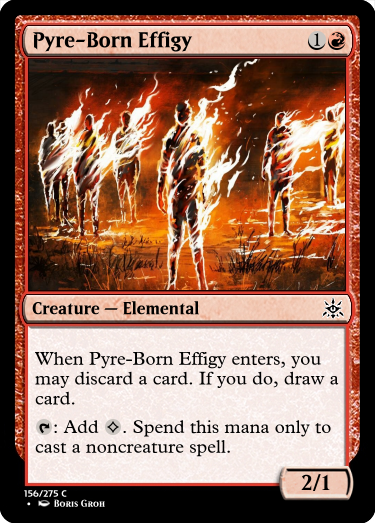 Pyre-Born Effigy 1
Creature — Elemental
When Pyre-Born Effigy enters, you
may discard a card. If you do, draw a
card.
: Add . Spend this mana only to
cast a noncreature spell.
2/1
156/275 C
• Boris Groh